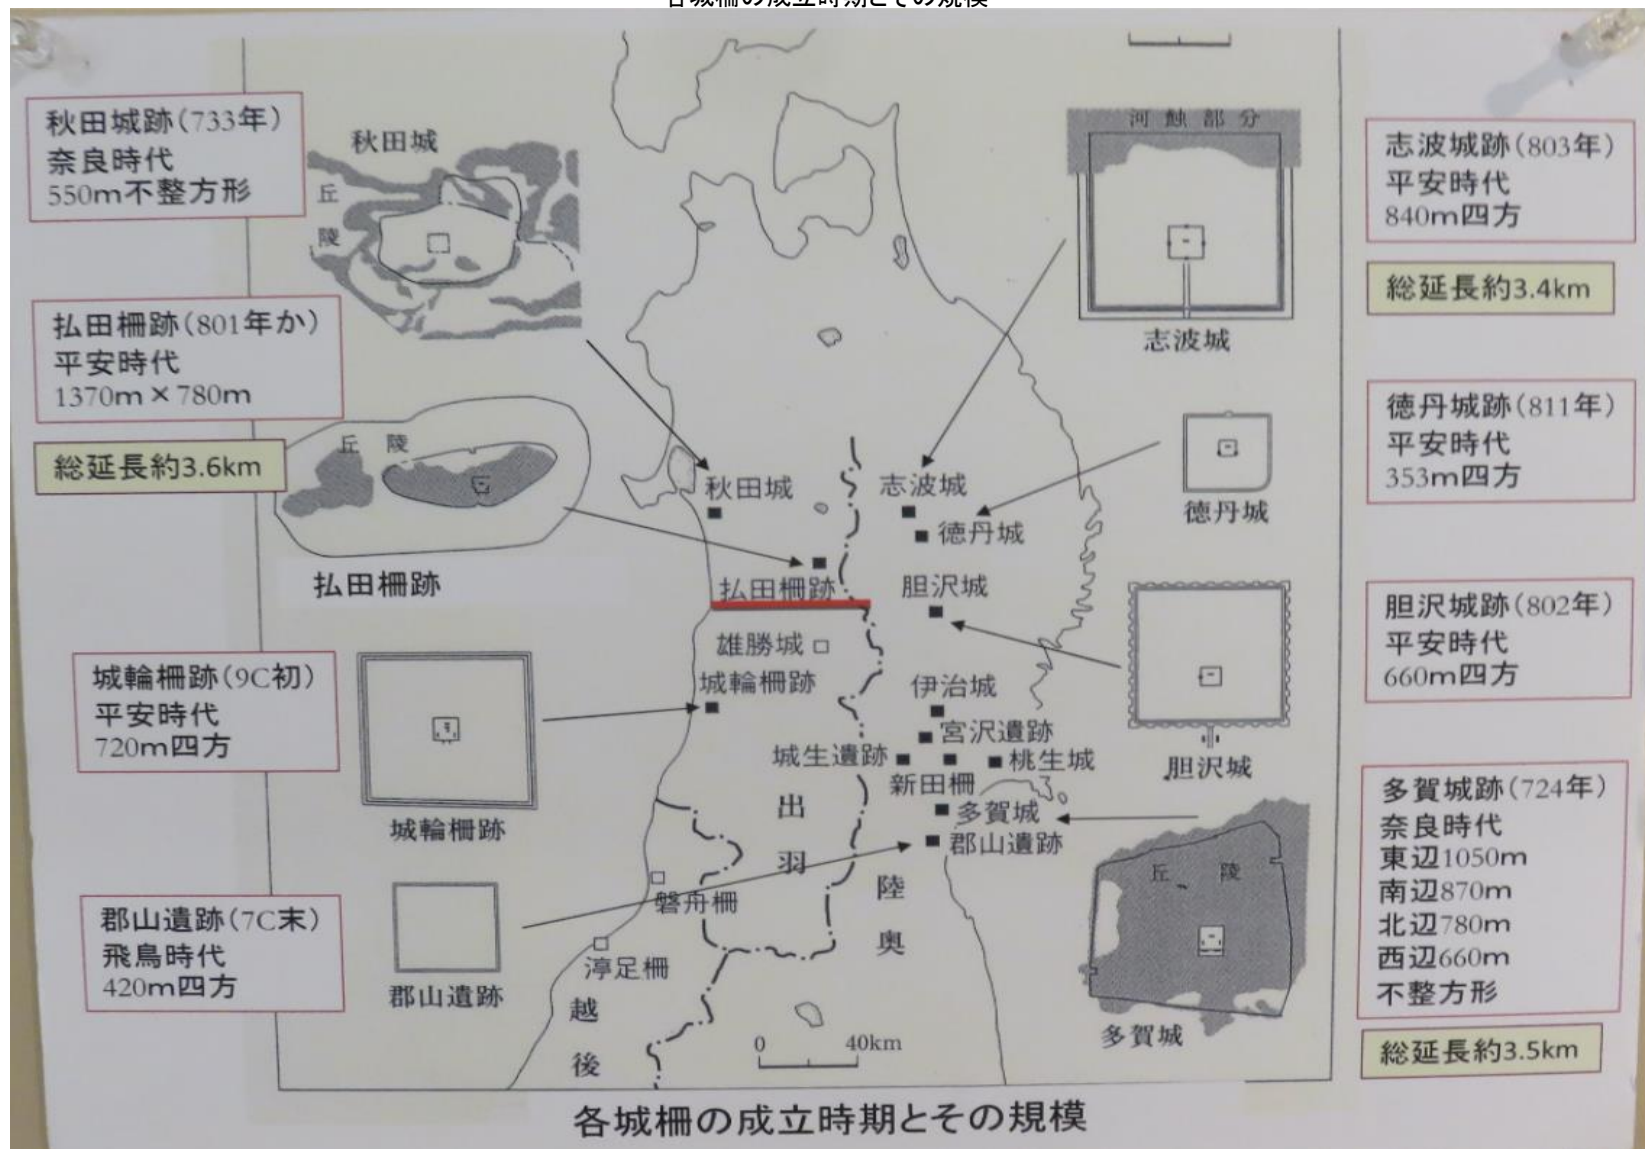 各城柵の成立時期とその規模
秋田城跡(733年)
奈良時代
550m不整方形
秋田城
丘
陵
払田柵跡(801年か)
平安時代
1370m×780m
総延長約3.6km
丘 陵
払田柵跡
城輪柵跡(9C初)
平安時代
720m四方
城輪柵跡
郡山遺跡(7C末)
飛鳥時代
420m四方
郡山遺跡
秋田城
志波城
徳丹城
払田柵跡
胆沢城
雄勝城
城輪柵跡
伊治城
宮沢遺跡
城生遺跡
桃生城
新田柵
多賀城
郡山遺跡
出
羽
陸
奥
磐舟柵
渟足柵
越
後
0 40km
河蝕部分
志波城
志波城跡(803年)
平安時代
840m四方
総延長約3.4km
徳丹城
徳丹城跡(811年)
平安時代
353m四方
胆沢城
胆沢城跡(802年)
平安時代
660m四方
丘 陵
多賀城
多賀城跡(724年)
奈良時代
東辺1050m
南辺870m
北辺780m
西辺660m
不整方形
総延長約3.5km
各城柵の成立時期とその規模